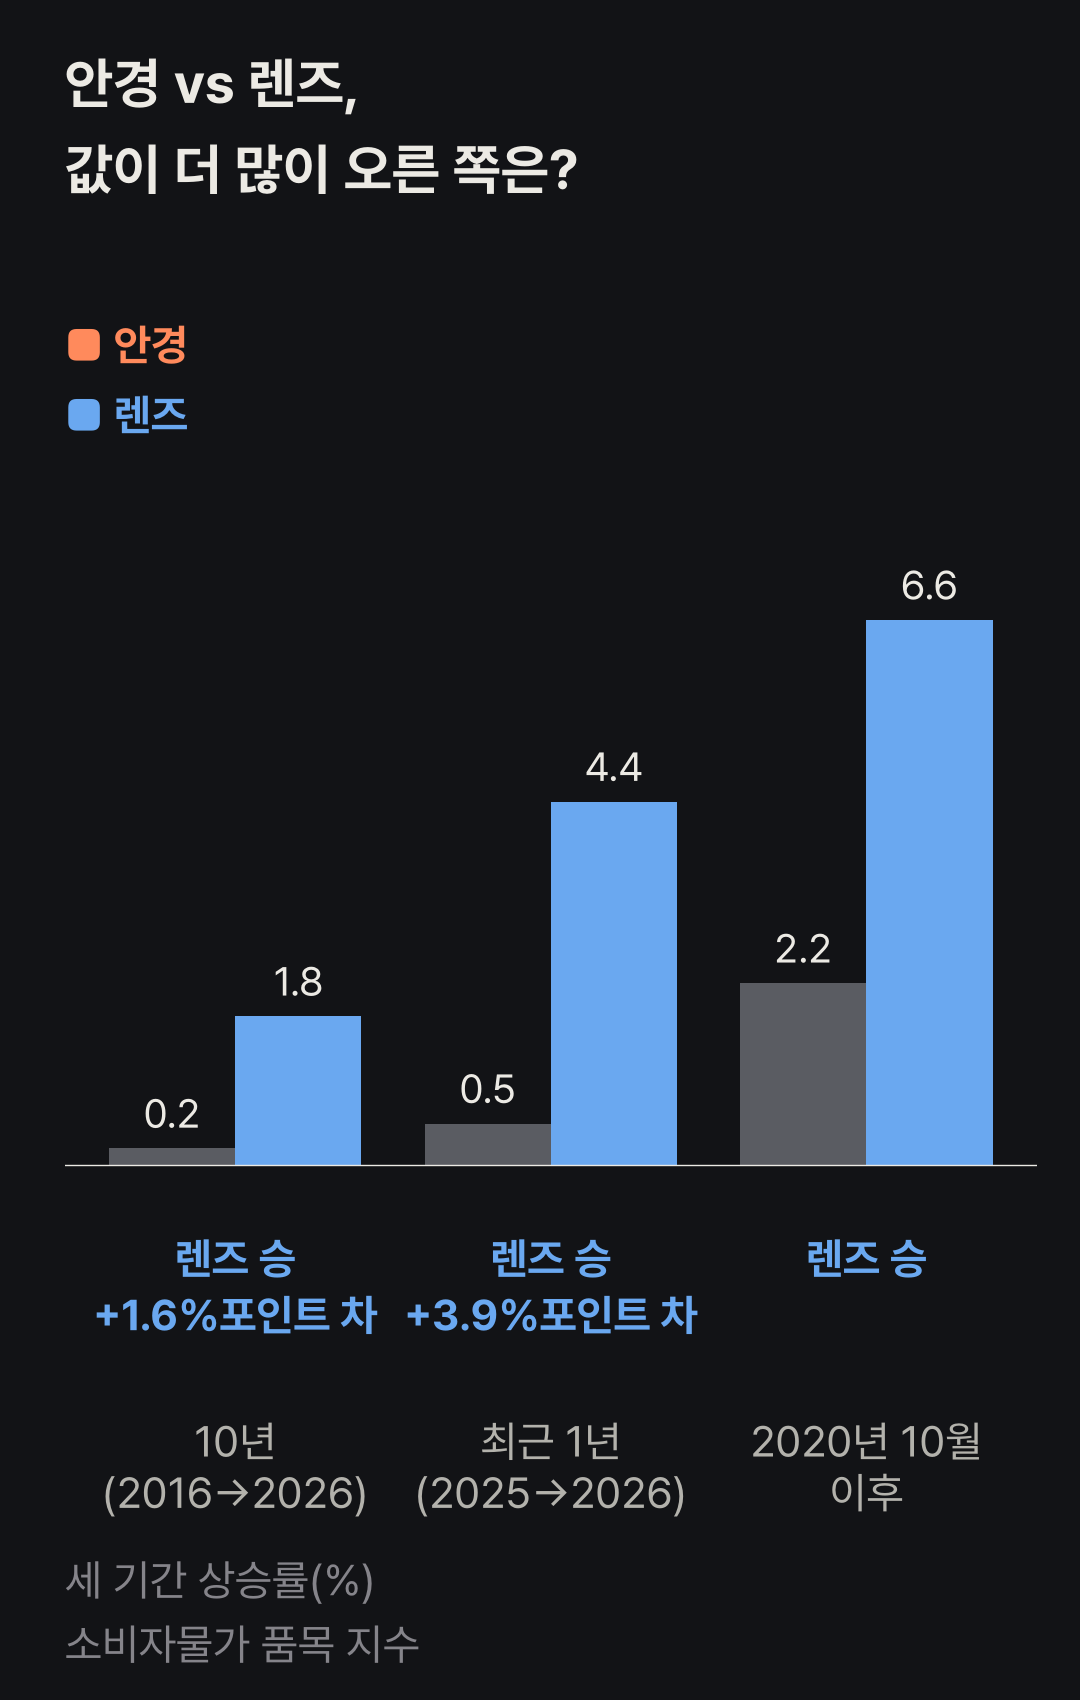 안경 vs 렌즈,
값이 더 많이 오른 쪽은?
안경
렌즈
0.2
1.8
0.5
4.4
2.2
6.6
렌즈 승
+1.6%포인트 차
렌즈 승
+3.9%포인트 차
렌즈 승
10년
(2016→2026)
최근 1년
(2025→2026)
2020년 10월
이후
세 기간 상승률(%)
소비자물가 품목 지수